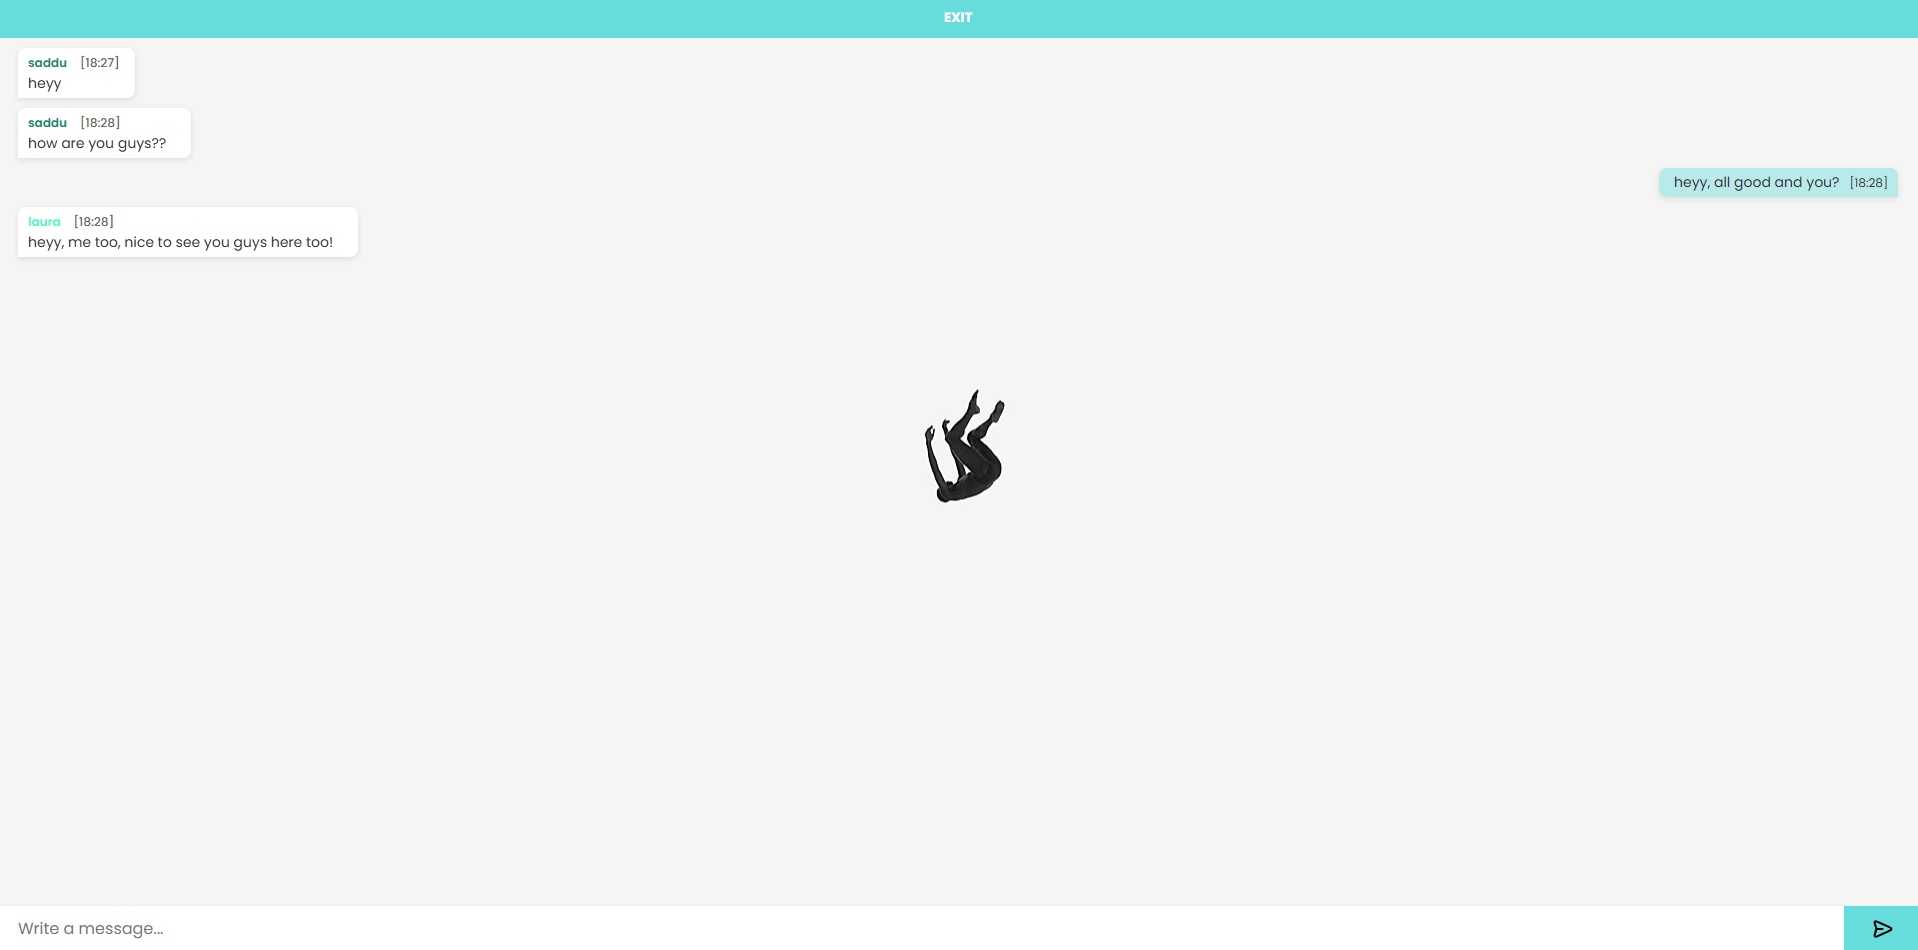 EXIT
saddu [18:27]
heyy
saddu [18:28]
how are you guys??
heyy, all good and you? [18:28]
laura [18:28]
heyy, me too, nice to see you guys here too!
Write a message...